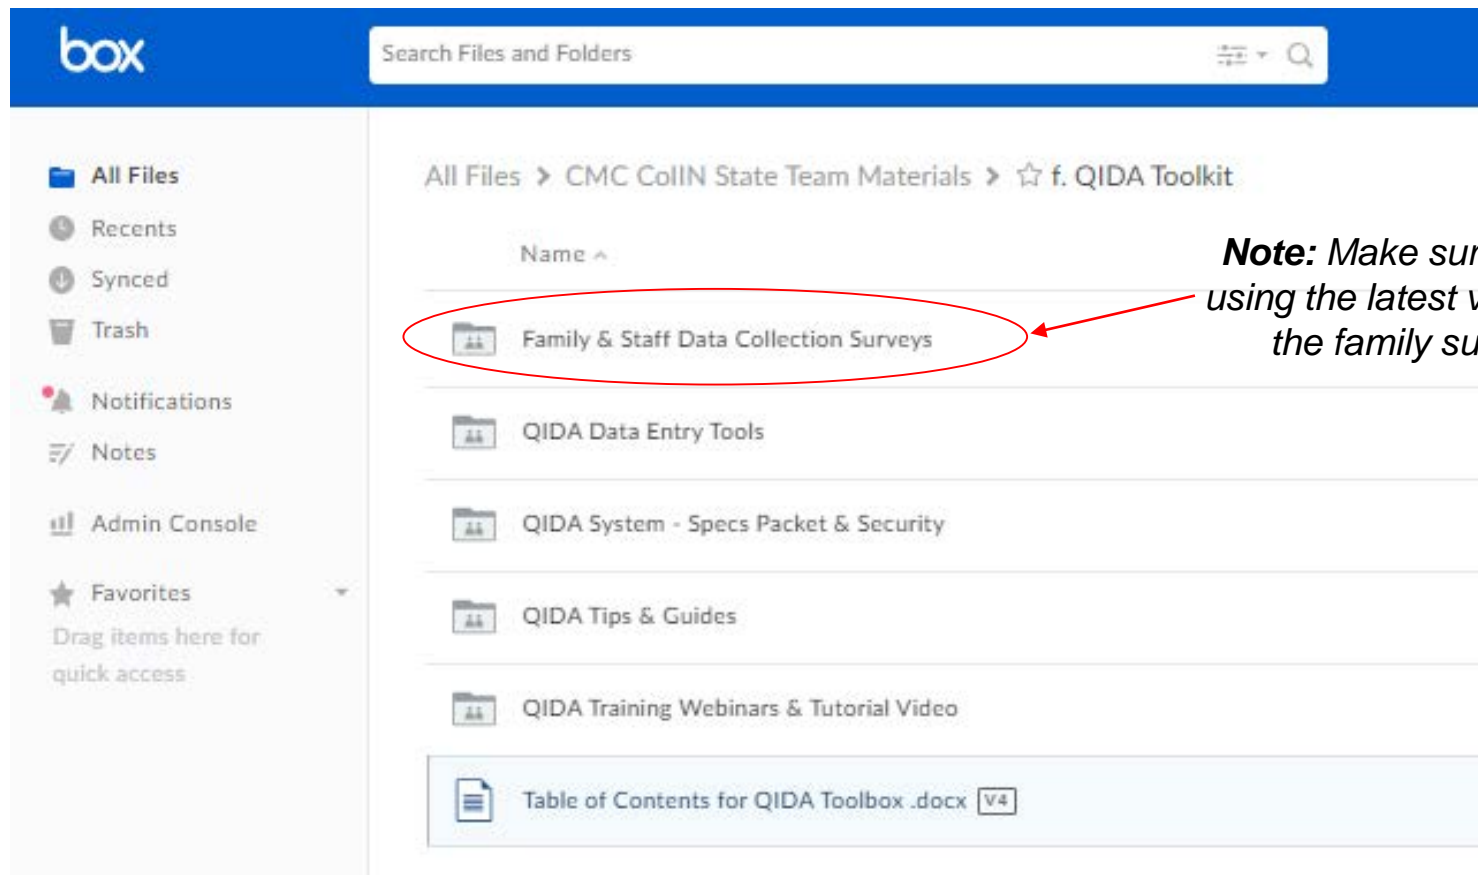 box
Search Files and Folders
All Files
Recents
Synced
Trash
Notifications
Notes
Admin Console
Favorites
Drag items here for
quick access
All Files > CMC CoIIN State Team Materials > ☆ f. QIDA Toolkit
Name
Family & Staff Data Collection Surveys
QIDA Data Entry Tools
QIDA System - Specs Packet & Security
QIDA Tips & Guides
QIDA Training Webinars & Tutorial Video
Table of Contents for QIDA Toolbox .docx V4
Note: Make sur
using the latest v
the family su